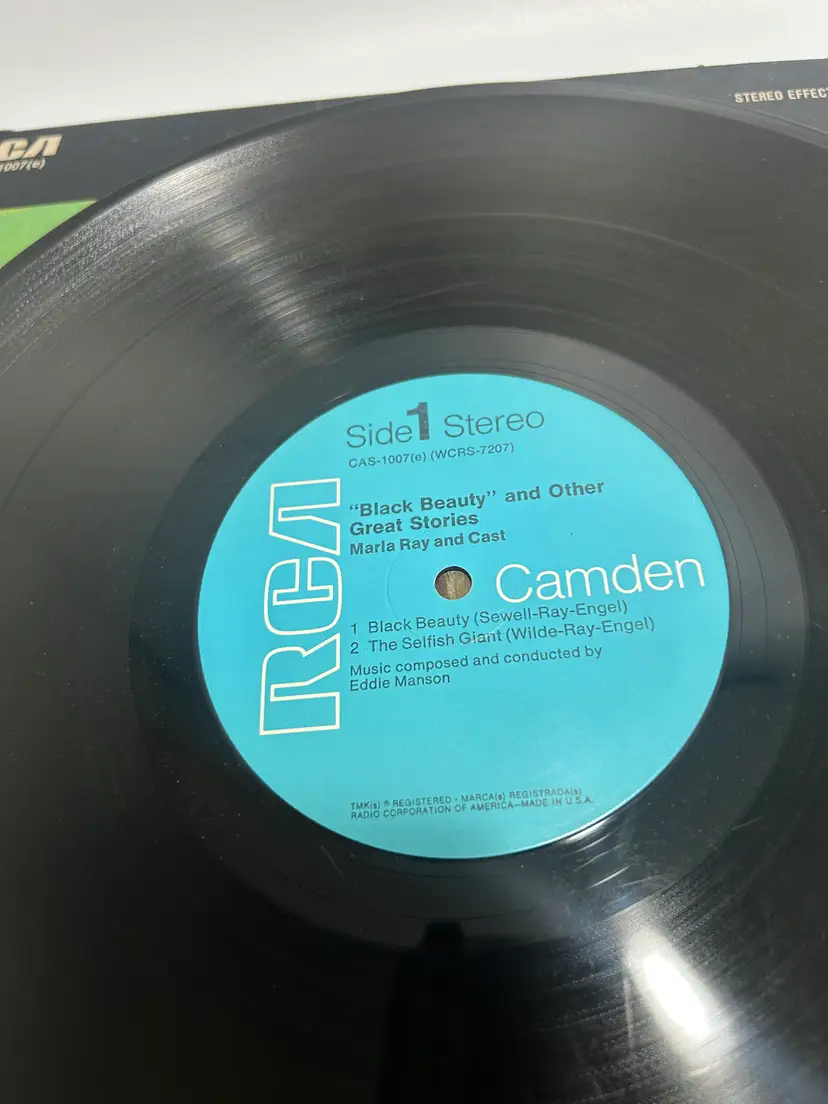 STEREO EFFECT
1007(e)
Side 1 Stereo
CAS-1007(e) (WCRS-7207)
"Black Beauty" and Other
Great Stories
Marla Ray and Cast
RCA
Camden
1 Black Beauty (Sewell-Ray-Engel)
2 The Selfish Giant (Wilde-Ray-Engel)
Music composed and conducted by
Eddie Manson
TMK(s) ® REGISTERED • MARCA(s) REGISTRADA(s)
RADIO CORPORATION OF AMERICA—MADE IN U.S.A.